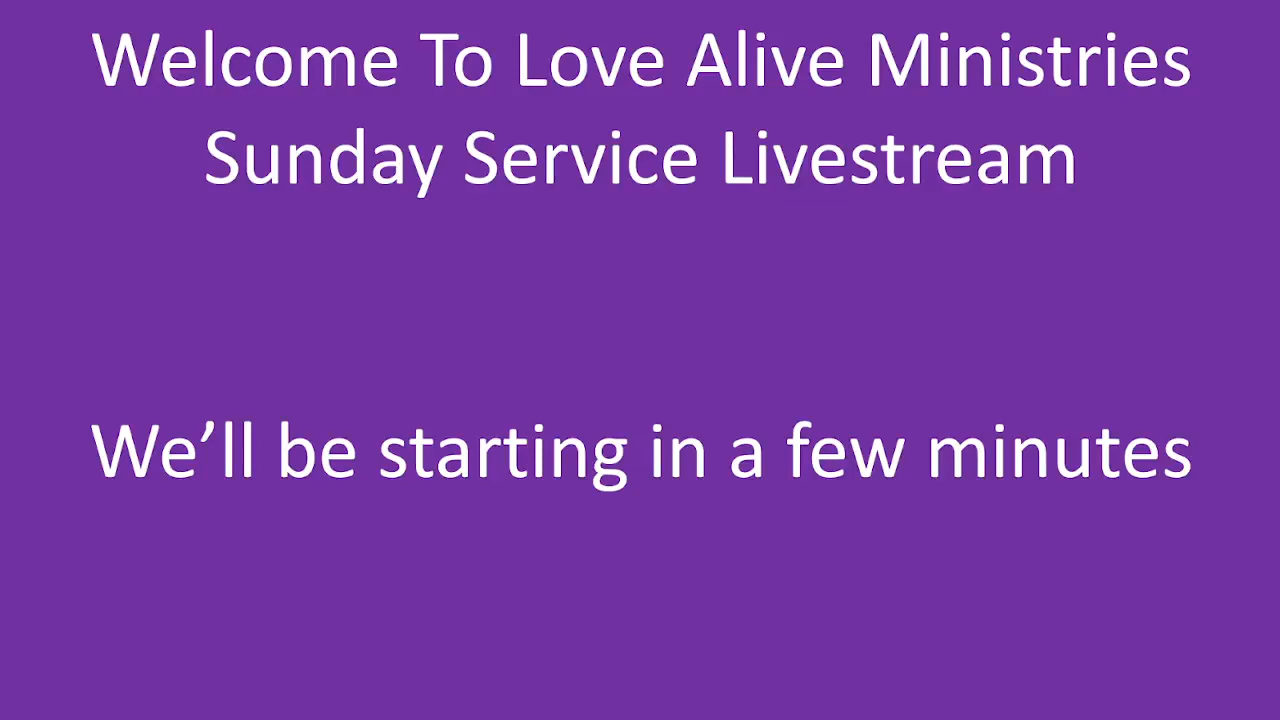 Welcome To Love Alive Ministries
Sunday Service Livestream
We’ll be starting in a few minutes